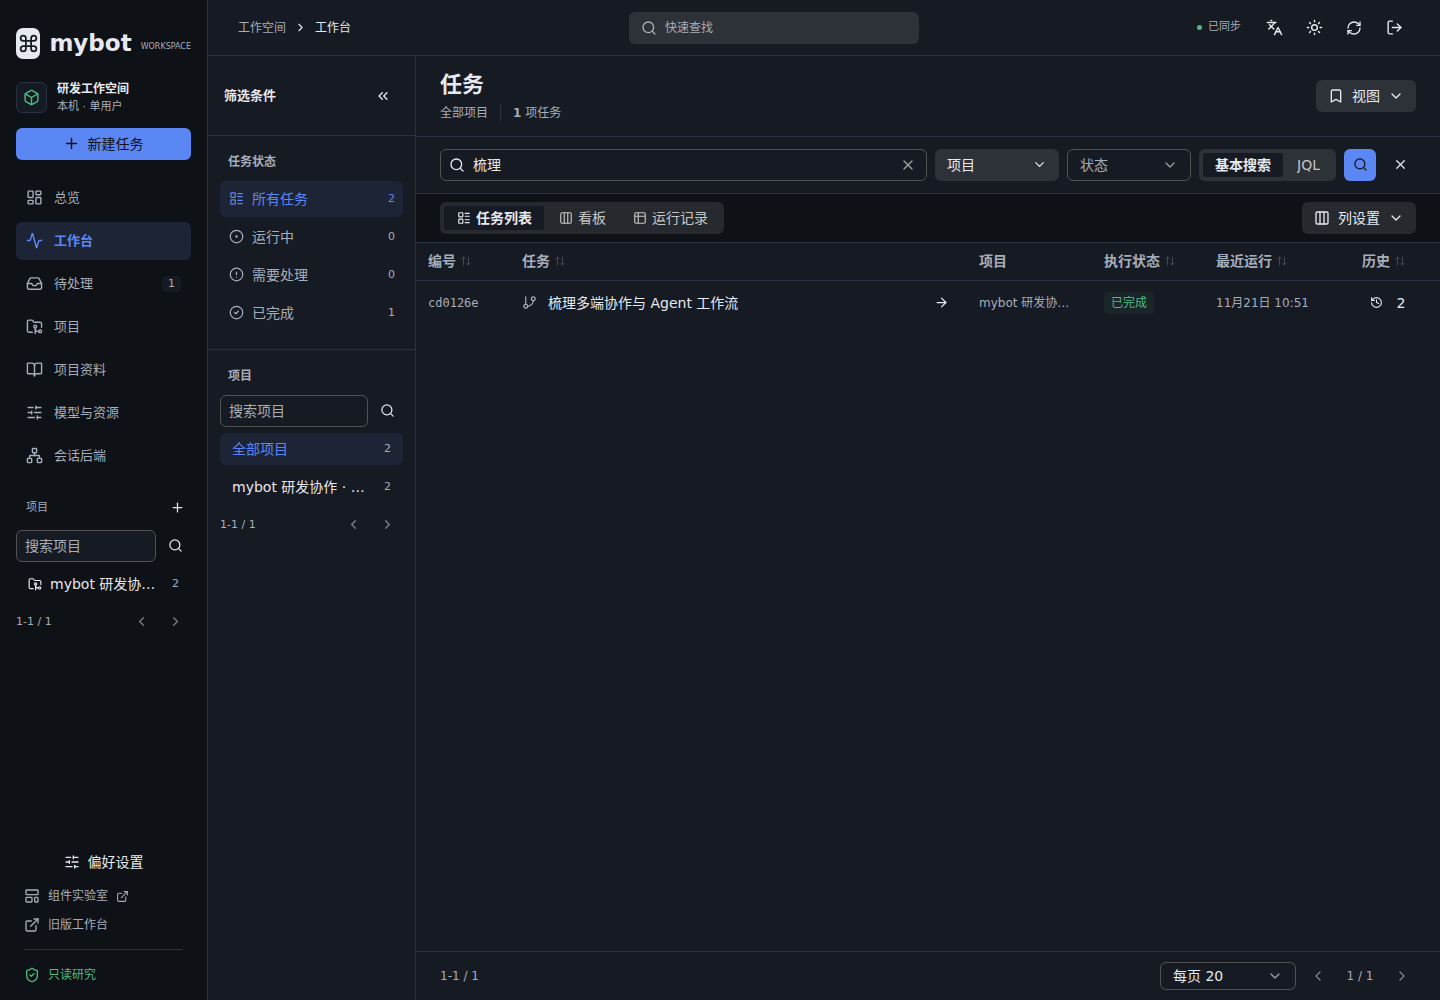 mybot WORKSPACE
研发工作空间
本机 · 单用户
新建任务
总览
工作台
待处理 1
项目
项目资料
模型与资源
会话后端
项目
搜索项目
mybot 研发协… 2
1-1 / 1
偏好设置
组件实验室
旧版工作台
只读研究
工作空间 工作台
快速查找
已同步
筛选条件
任务状态
所有任务 2
运行中 0
需要处理 0
已完成 1
项目
搜索项目
全部项目 2
mybot 研发协作 · … 2
1-1 / 1
任务
全部项目 1 项任务
视图
梳理 项目 状态 基本搜索 JQL
任务列表 看板 运行记录 列设置
编号 任务 项目 执行状态 最近运行 历史
cd0126e 梳理多端协作与 Agent 工作流 mybot 研发协… 已完成 11月21日 10:51 2
1-1 / 1 每页 20 1 / 1